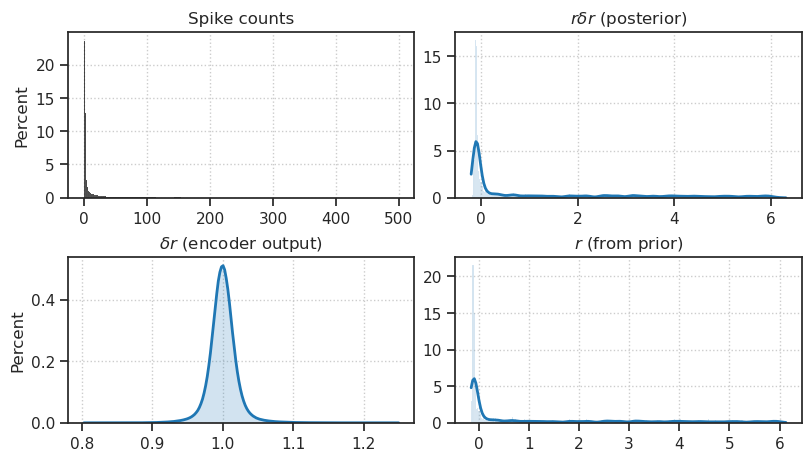 Spike counts
rδr (posterior)
Percent
20
15
10
5
0
0 100 200 300 400 500
15
10
5
0
0 2 4 6
δr (encoder output)
r (from prior)
Percent
0.4
0.2
0.0
0.8 0.9 1.0 1.1 1.2
20
15
10
5
0
0 1 2 3 4 5 6